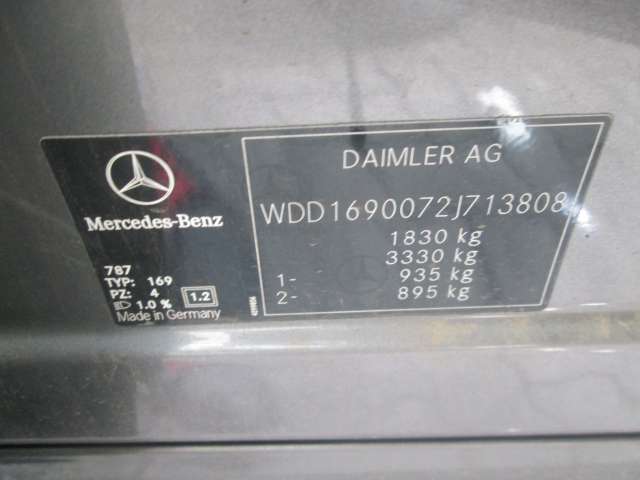 Mercedes-Benz
787
TYP: 169
PZ: 4
1.0 % 1.2
Made in Germany
DAIMLER AG
WDD1690072J713808
1830 kg
3330 kg
1- 935 kg
2- 895 kg